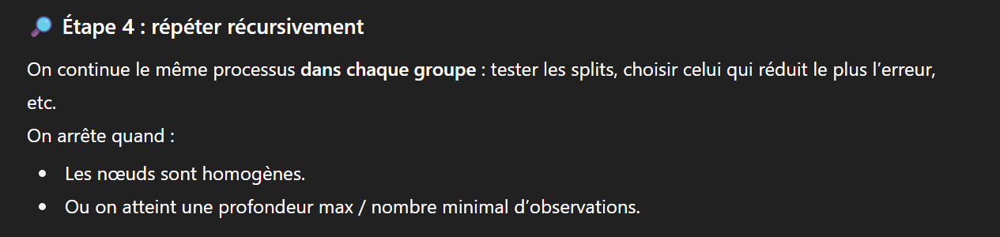 Étape 4 : répéter récursivement
On continue le même processus dans chaque groupe : tester les splits, choisir celui qui réduit le plus l’erreur,
etc.
On arrête quand :
• Les nœuds sont homogènes.
• Ou on atteint une profondeur max / nombre minimal d’observations.